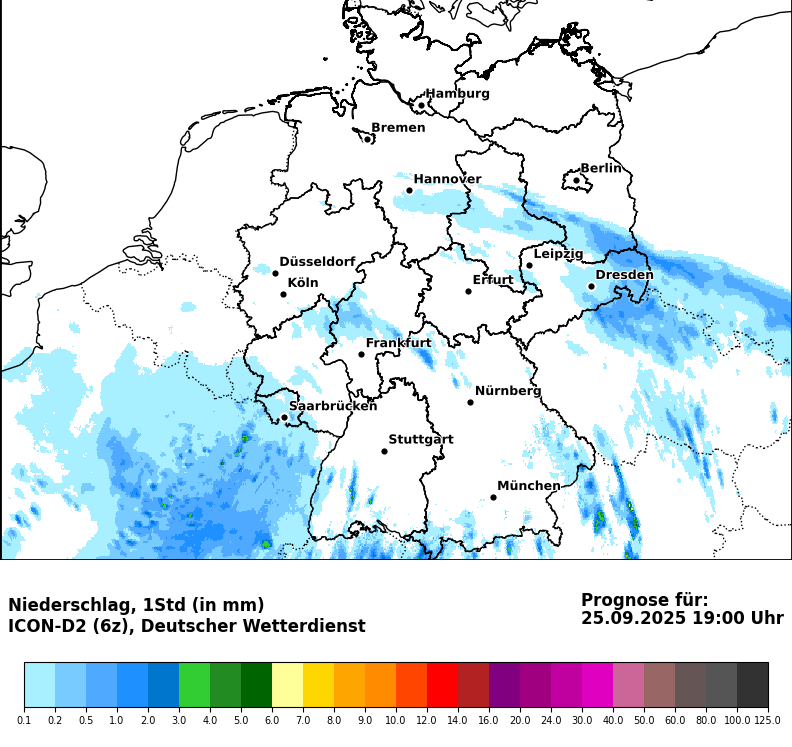 Hamburg
Bremen
Berlin
Hannover
Leipzig
Düsseldorf
Dresden
Köln
Erfurt
Frankfurt
Nürnberg
Saarbrücken
Stuttgart
München
Niederschlag, 1Std (in mm)
ICON-D2 (6z), Deutscher Wetterdienst
Prognose für:
25.09.2025 19:00 Uhr
0.1 0.2 0.5 1.0 2.0 3.0 4.0 5.0 6.0 7.0 8.0 9.0 10.0 12.0 14.0 16.0 20.0 24.0 30.0 40.0 50.0 60.0 80.0 100.0 125.0